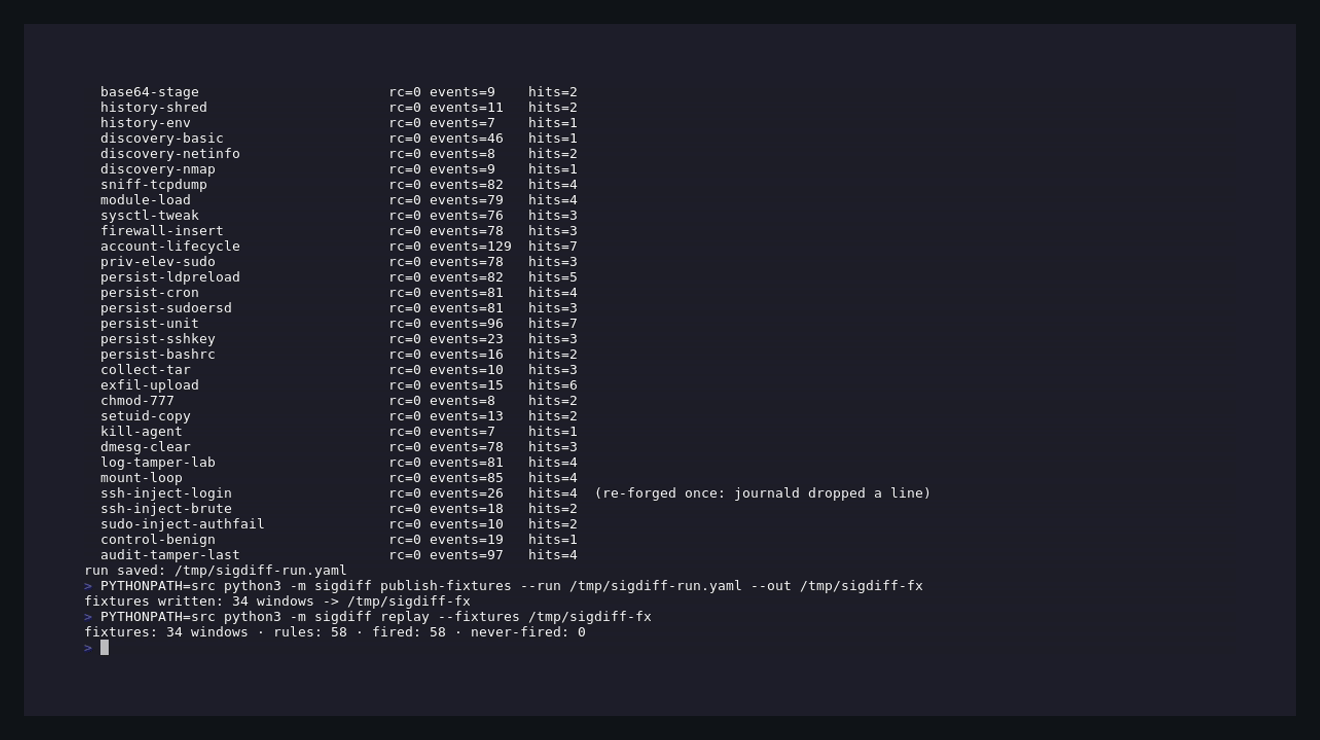 base64-stage rc=0 events=9 hits=2
history-shred rc=0 events=11 hits=2
history-env rc=0 events=7 hits=1
discovery-basic rc=0 events=46 hits=1
discovery-netinfo rc=0 events=8 hits=2
discovery-nmap rc=0 events=9 hits=1
sniff-tcpdump rc=0 events=82 hits=4
module-load rc=0 events=79 hits=4
sysctl-tweak rc=0 events=76 hits=3
firewall-insert rc=0 events=78 hits=3
account-lifecycle rc=0 events=129 hits=7
priv-elev-sudo rc=0 events=78 hits=3
persist-ldpreload rc=0 events=82 hits=5
persist-cron rc=0 events=81 hits=4
persist-sudoersd rc=0 events=81 hits=3
persist-unit rc=0 events=96 hits=7
persist-sshkey rc=0 events=23 hits=3
persist-bashrc rc=0 events=16 hits=2
collect-tar rc=0 events=10 hits=3
exfil-upload rc=0 events=15 hits=6
chmod-777 rc=0 events=8 hits=2
setuid-copy rc=0 events=13 hits=2
kill-agent rc=0 events=7 hits=1
dmesg-clear rc=0 events=78 hits=3
log-tamper-lab rc=0 events=81 hits=4
mount-loop rc=0 events=85 hits=4
ssh-inject-login rc=0 events=26 hits=4 (re-forged once: journald dropped a line)
ssh-inject-brute rc=0 events=18 hits=2
sudo-inject-authfail rc=0 events=10 hits=2
control-benign rc=0 events=19 hits=1
audit-tamper-last rc=0 events=97 hits=4
run saved: /tmp/sigdiff-run.yaml
> PYTHONPATH=src python3 -m sigdiff publish-fixtures --run /tmp/sigdiff-run.yaml --out /tmp/sigdiff-fx
fixtures written: 34 windows -> /tmp/sigdiff-fx
> PYTHONPATH=src python3 -m sigdiff replay --fixtures /tmp/sigdiff-fx
fixtures: 34 windows · rules: 58 · fired: 58 · never-fired: 0
>